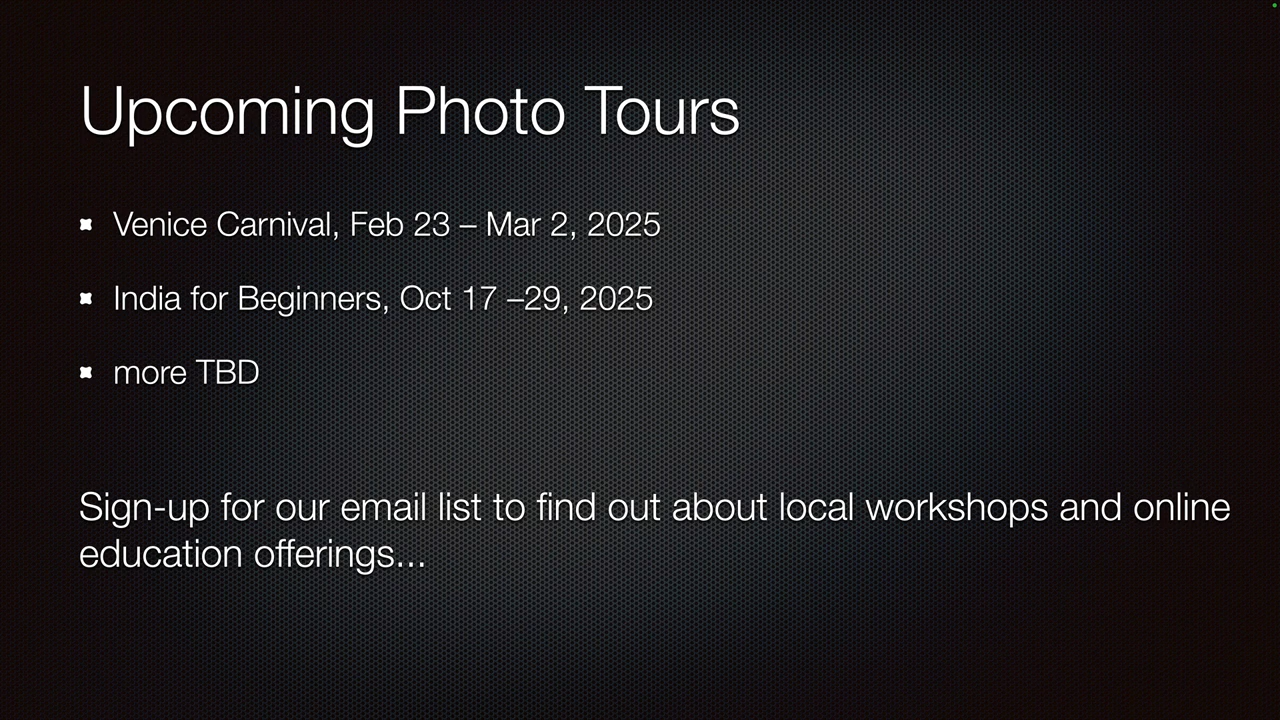 Upcoming Photo Tours
Venice Carnival, Feb 23 – Mar 2, 2025
India for Beginners, Oct 17 –29, 2025
more TBD
Sign-up for our email list to find out about local workshops and online
education offerings...